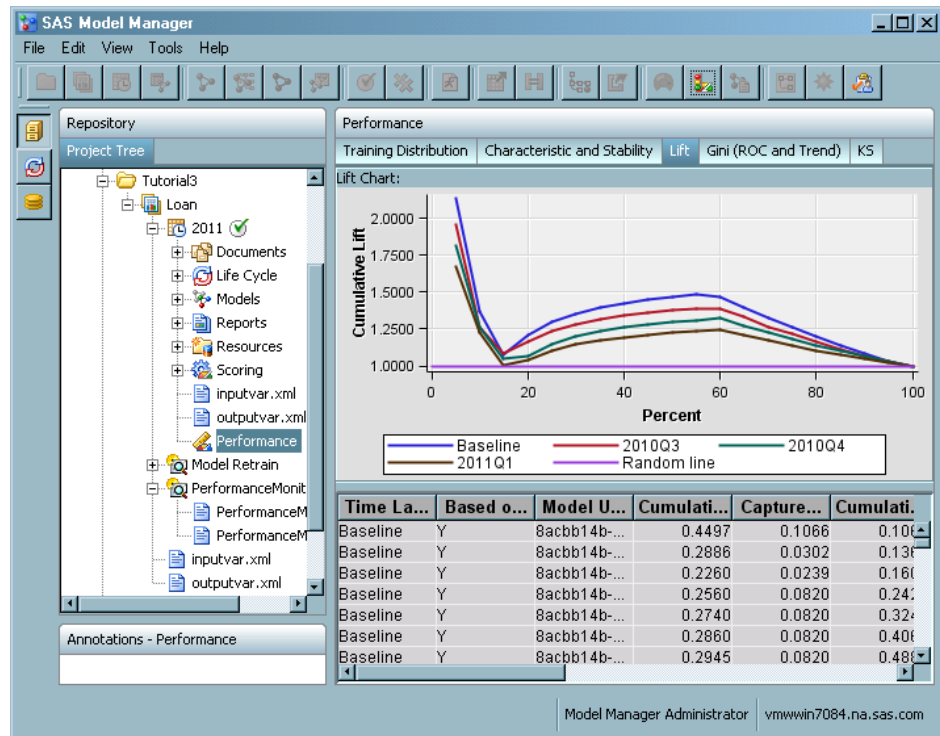 SAS Model Manager
File Edit View Tools Help
Repository
Project Tree
Tutorial3
Loan
2011
Documents
Life Cycle
Models
Reports
Resources
Scoring
inputvar.xml
outputvar.xml
Performance
Model Retrain
PerformanceMonit
PerformanceM
PerformanceM
inputvar.xml
outputvar.xml
Annotations - Performance
Performance
Training Distribution Characteristic and Stability Lift Gini (ROC and Trend) KS
Lift Chart:
Cumulative Lift
2.0000
1.7500
1.5000
1.2500
1.0000
0 20 40 60 80 100
Percent
Baseline 2010Q3 2010Q4
2011Q1 Random line
Time La... Based o... Model U... Cumulati... Capture... Cumulati.
Baseline Y 8acbb14b-... 0.4497 0.1066 0.106
Baseline Y 8acbb14b-... 0.2886 0.0302 0.136
Baseline Y 8acbb14b-... 0.2260 0.0239 0.160
Baseline Y 8acbb14b-... 0.2560 0.0820 0.242
Baseline Y 8acbb14b-... 0.2740 0.0820 0.324
Baseline Y 8acbb14b-... 0.2860 0.0820 0.406
Baseline Y 8acbb14b-... 0.2945 0.0820 0.488
Model Manager Administrator vmwwin7084.na.sas.com